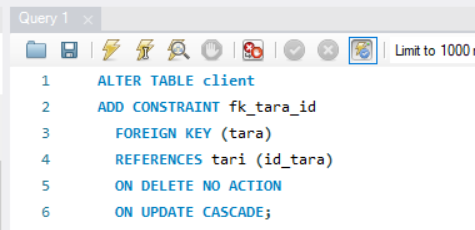 Query 1
Limit to 1000
1 ALTER TABLE client
2 ADD CONSTRAINT fk_tara_id
3 FOREIGN KEY (tara)
4 REFERENCES tari (id_tara)
5 ON DELETE NO ACTION
6 ON UPDATE CASCADE;